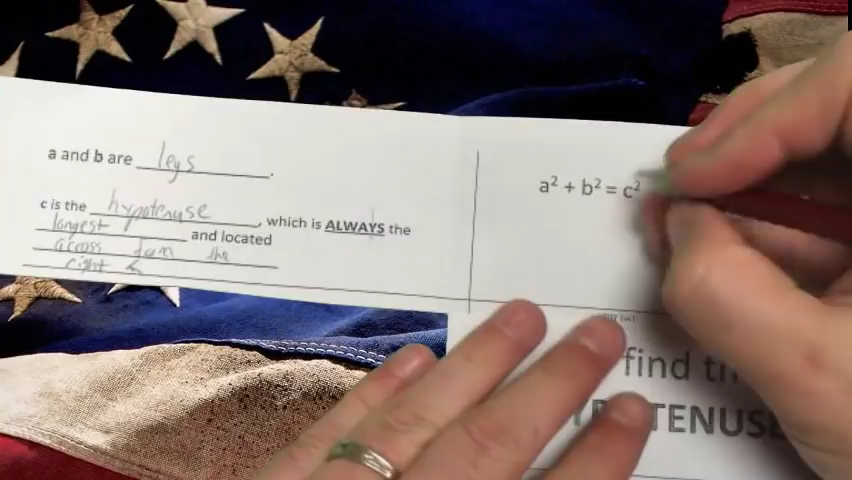 a and b are legs.
c is the hypotenuse, which is ALWAYS the
longest and located
across from the
right
a² + b² = c²
find th
TENUSE